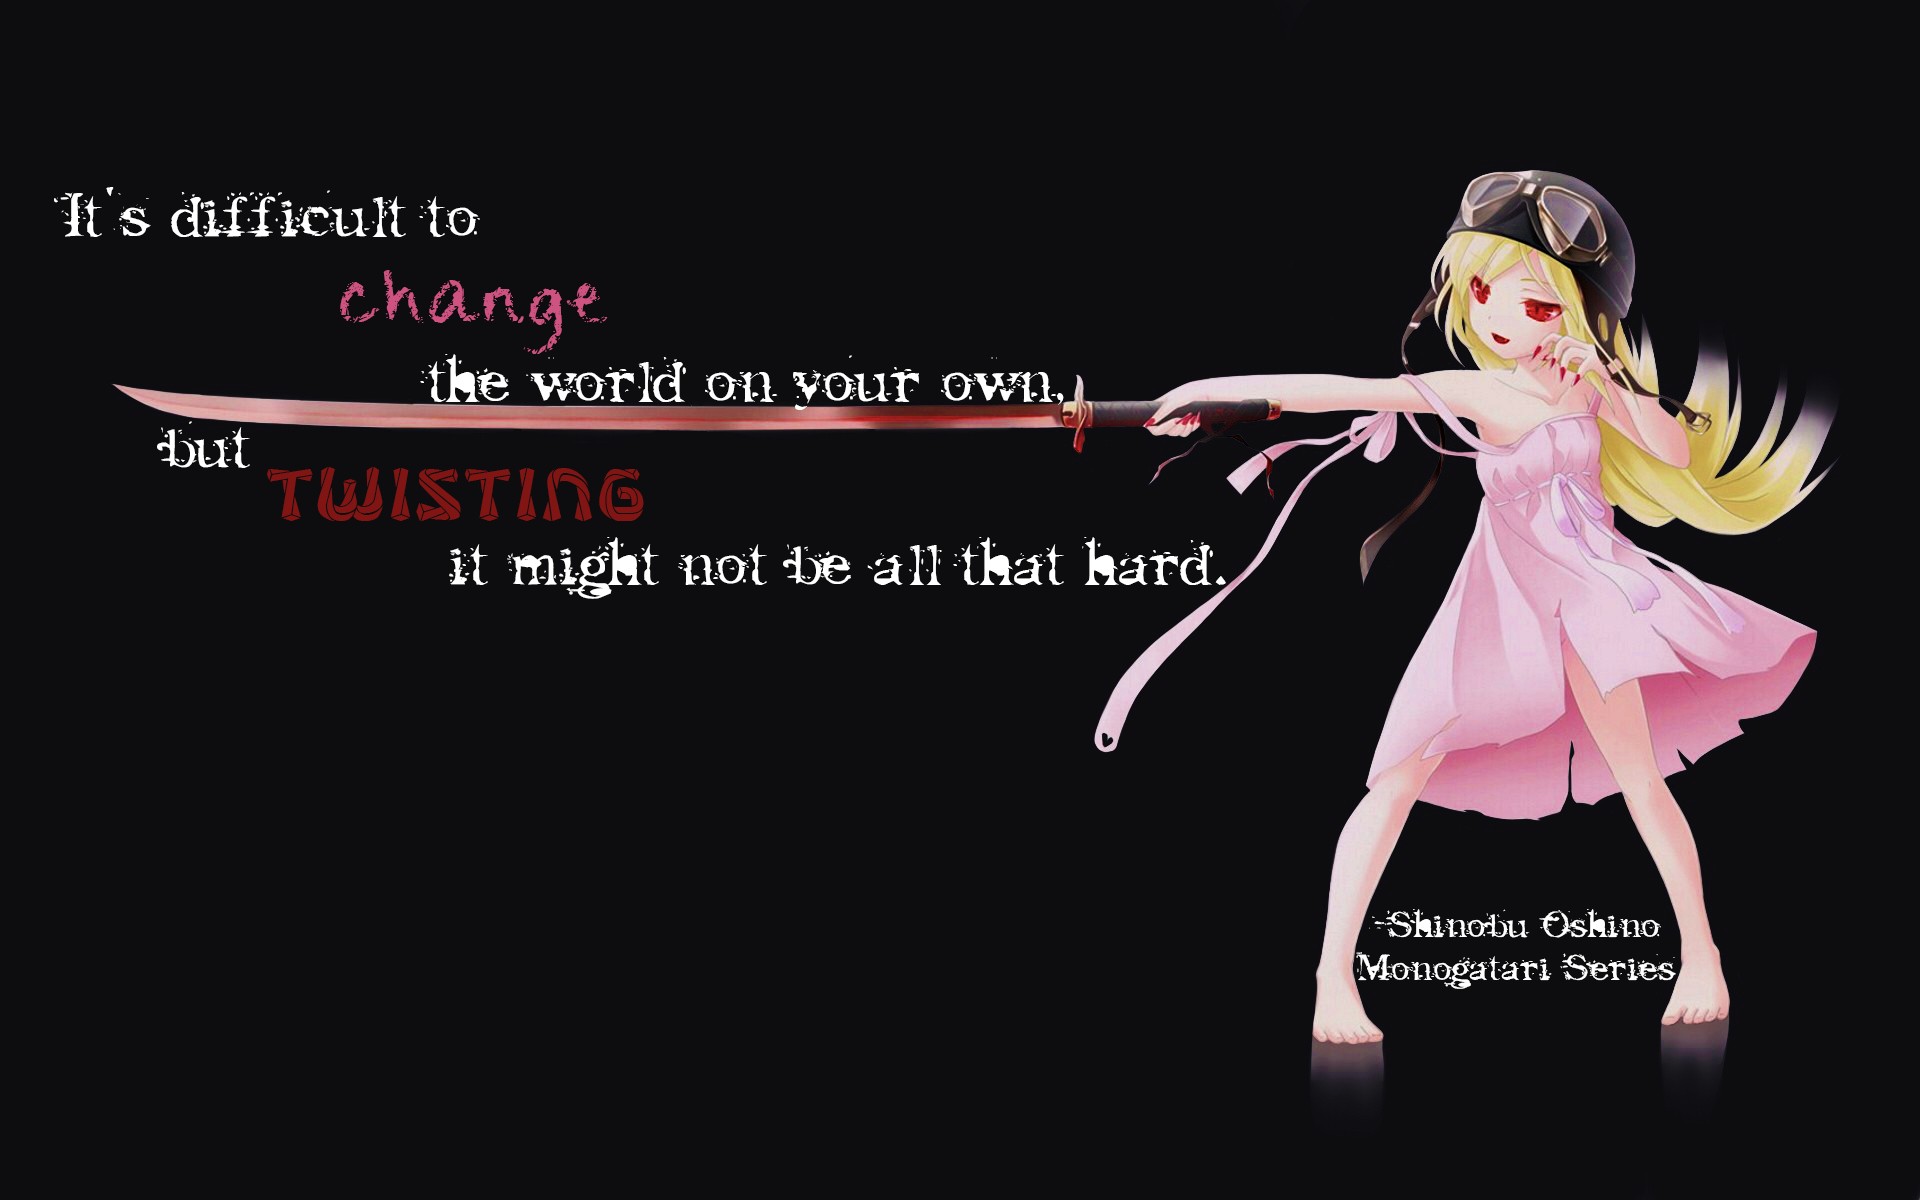 It's difficult to
change
the world on your own,
but
TWISTING
it might not be all that hard.
-Shinobu Oshino
Monogatari Series